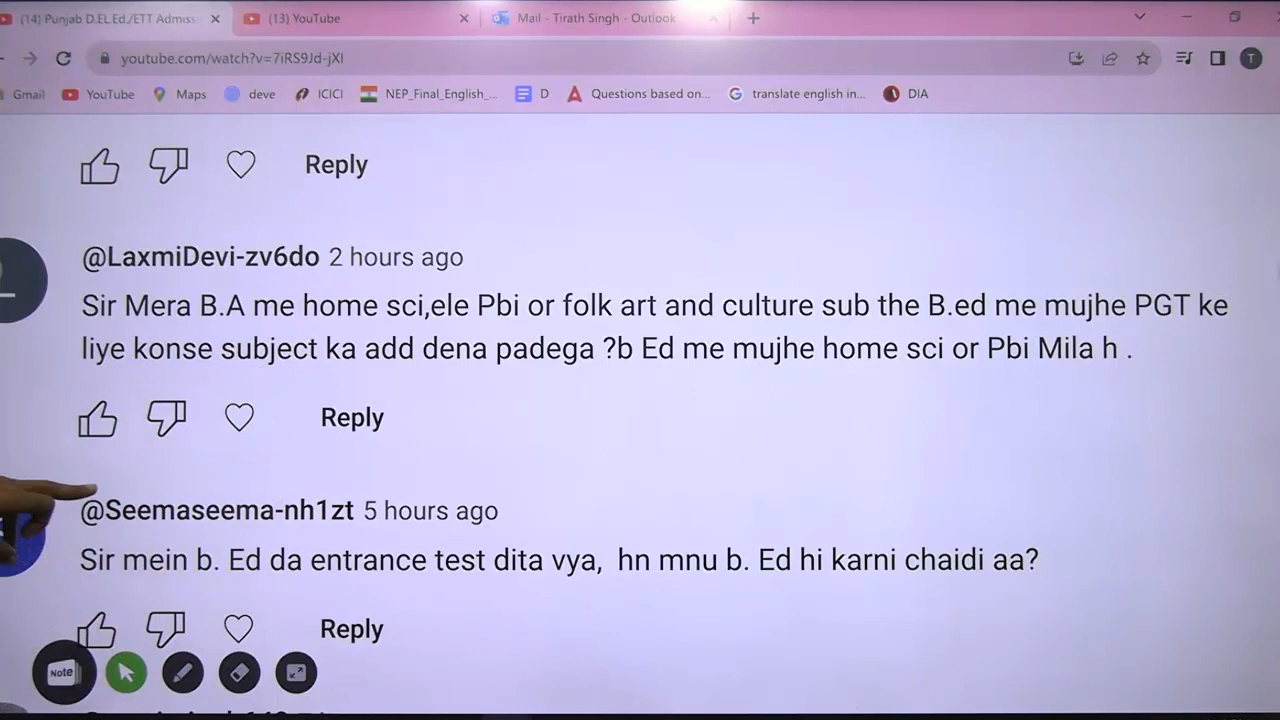 (14) Punjab D.EL.Ed./ETT Admiss
(13) YouTube
Mail - Tirath Singh - Outlook
youtube.com/watch?v=7iRS9Jd-jXI
T
Gmail
YouTube
Maps
deve
ICICI
NEP_Final_English_...
D
Questions based on...
translate english in...
DIA
Reply
@LaxmiDevi-zv6do 2 hours ago
Sir Mera B.A me home sci,ele Pbi or folk art and culture sub the B.ed me mujhe PGT ke
liye konse subject ka add dena padega ?b Ed me mujhe home sci or Pbi Mila h .
Reply
@Seemaseema-nh1zt 5 hours ago
Sir mein b. Ed da entrance test dita vya, hn mnu b. Ed hi karni chaidi aa?
Reply
Note